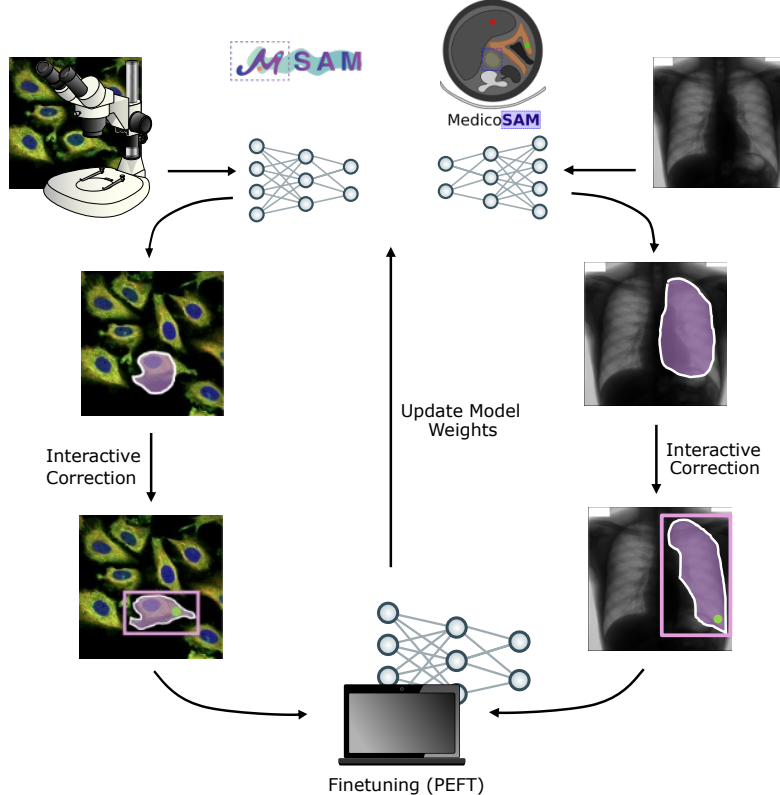 μSAM
MedicoSAM
Update Model
Weights
Interactive
Correction
Interactive
Correction
Finetuning (PEFT)